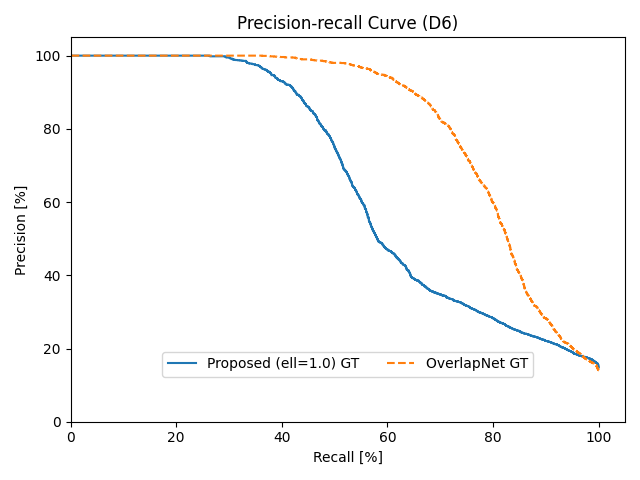 Precision-recall Curve (D6)
100
80
60
40
20
0
Precision [%]
Proposed (ell=1.0) GT
OverlapNet GT
0 20 40 60 80 100
Recall [%]